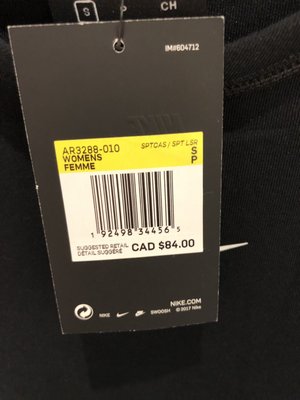 S P CH
IM#604712
AR3288-010 SPTCAS / SPT LSR
WOMENS S
FEMME P
1 92498 34456 5
SUGGESTED RETAIL
DÉTAIL SUGGÉRÉ CAD $84.00
NIKE.COM
NIKE SWOOSH © 2017 Nike